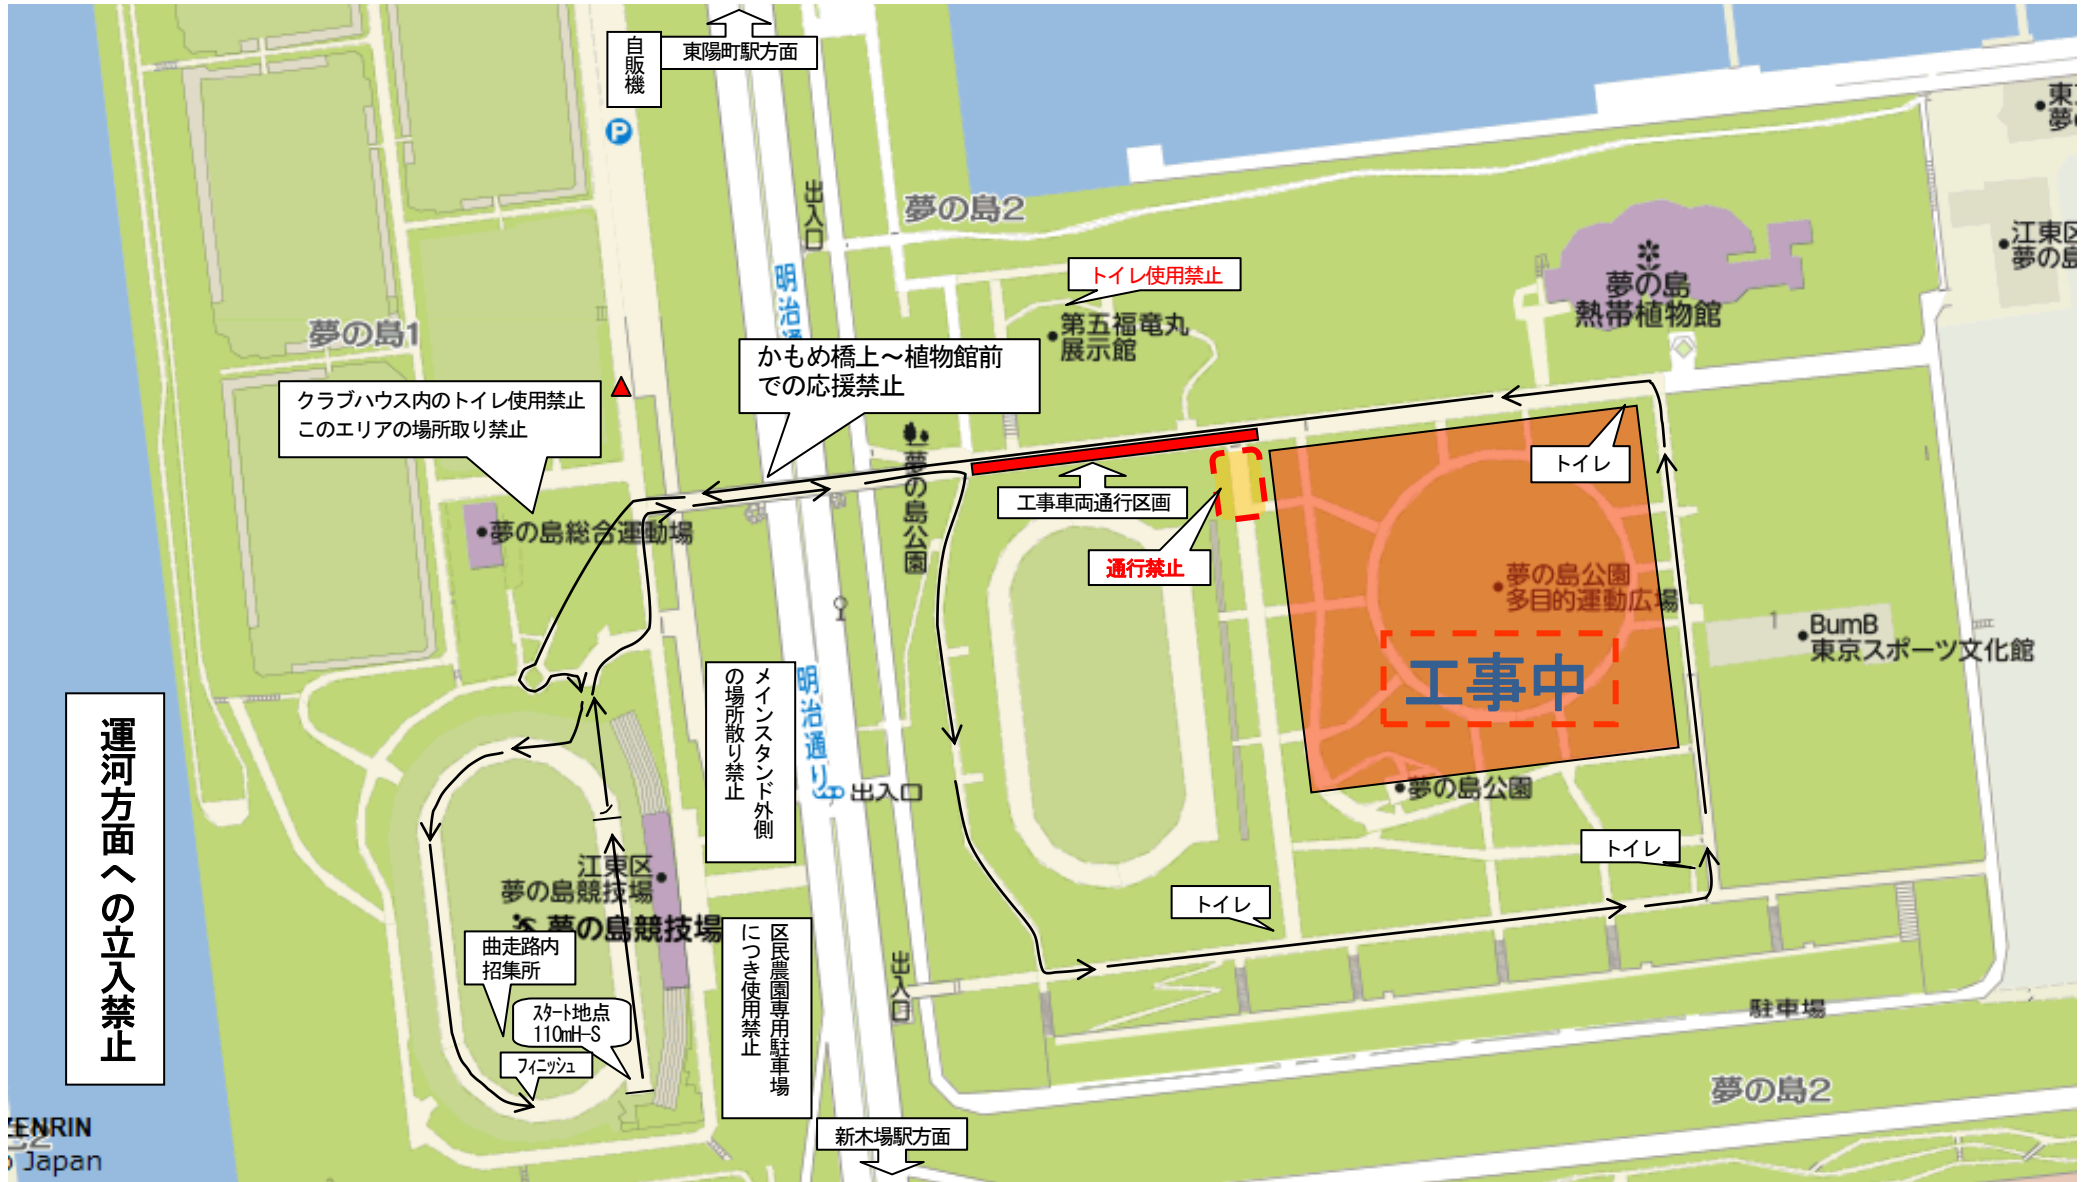 自販機
東陽町駅方面
東
夢の
江東区
夢の島
出入口
夢の島2
明治通
トイレ使用禁止
第五福竜丸
展示館
夢の島
熱帯植物館
夢の島1
かもめ橋上～植物館前
での応援禁止
クラブハウス内のトイレ使用禁止
このエリアの場所取り禁止
トイレ
夢の島公園
工事車両通行区画
夢の島総合運動場
通行禁止
夢の島公園
多目的運動広場
工事中
1
BumB
東京スポーツ文化館
メインスタンド外側
の場所散り禁止
明治通り
出入口
夢の島公園
運河方面への立入禁止
江東区
夢の島競技場
夢の島競技場
トイレ
トイレ
曲走路内
招集所
区民農園専用駐車場
につき使用禁止
出入口
スタート地点
110mH-S
フィニッシュ
駐車場
夢の島2
新木場駅方面
ZENRIN
Japan